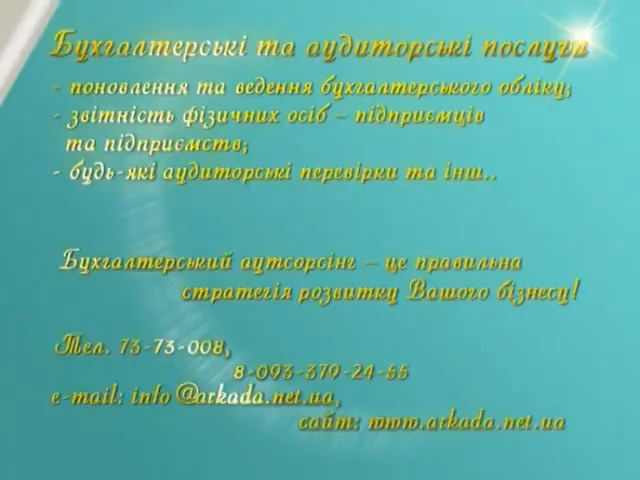 Бухгалтерські та аудиторські послуги
- поновлення та ведення бухгалтерського обліку;
- звітність фізичних осіб – підприємців
та підприємств;
- будь-які аудиторські перевірки та інш..
Бухгалтерський аутсорсінг – це правильна
стратегія розвитку Вашого бізнесу!
Тел. 73-73-008,
8-093-379-24-55
e-mail: info@arkada.net.ua,
сайт: www.arkada.net.ua